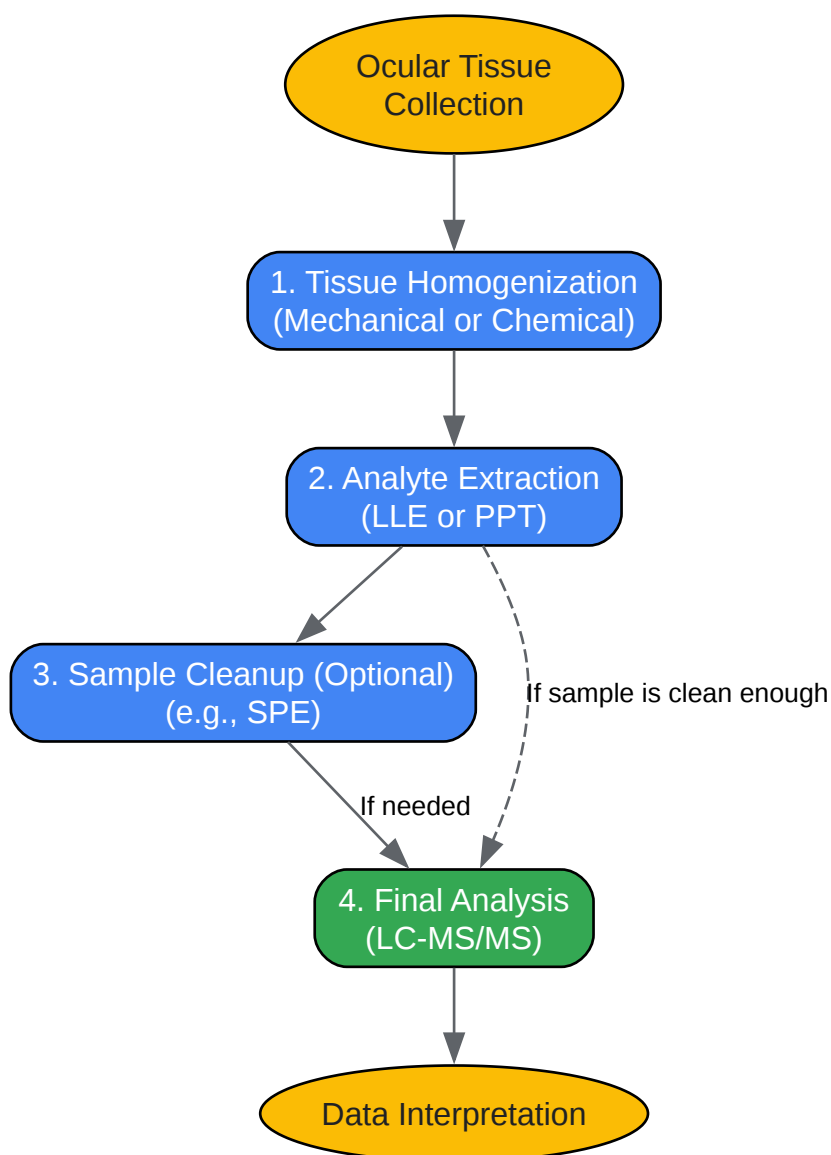 Ocular Tissue
Collection
1. Tissue Homogenization
(Mechanical or Chemical)
2. Analyte Extraction
(LLE or PPT)
3. Sample Cleanup (Optional)
(e.g., SPE)
If sample is clean enough
If needed
4. Final Analysis
(LC-MS/MS)
Data Interpretation